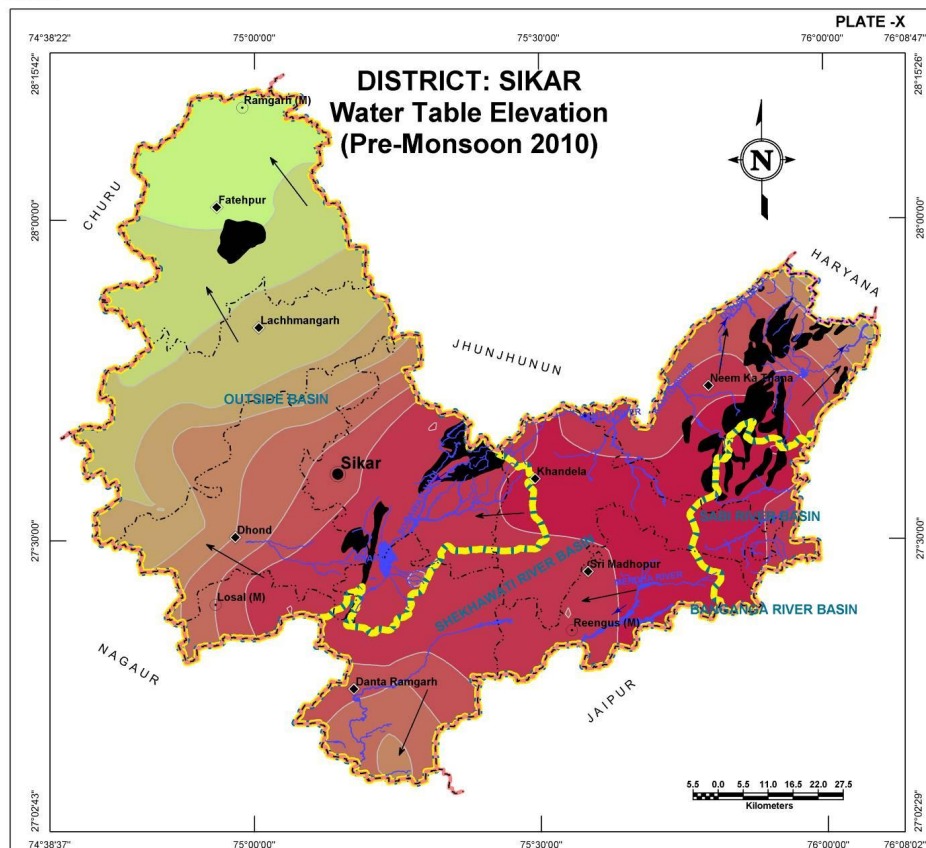 PLATE -X
74°38'22"
75°00'00"
75°30'00"
76°00'00"
76°08'47"
28°15'42"
28°15'26"
DISTRICT: SIKAR
Water Table Elevation
(Pre-Monsoon 2010)
N
Ramgarh (M)
CHURU
Fatehpur
28°00'00"
28°00'00"
HARYANA
Lachhmangarh
JHUNJHUNUN
Neem Ka Thana
OUTSIDE BASIN
Sikar
Khandela
SABI RIVER BASIN
Dhond
27°30'00"
27°30'00"
Sri Madhopur
SHEKHAWATI RIVER BASIN
Losal (M)
BANGANGA RIVER BASIN
Reengus (M)
NAGAUR
Danta Ramgarh
JAIPUR
5.5 0.0 5.5 11.0 16.5 22.0 27.5
Kilometers
27°02'43"
27°02'29"
74°38'37"
75°00'00"
75°30'00"
76°00'00"
76°08'02"